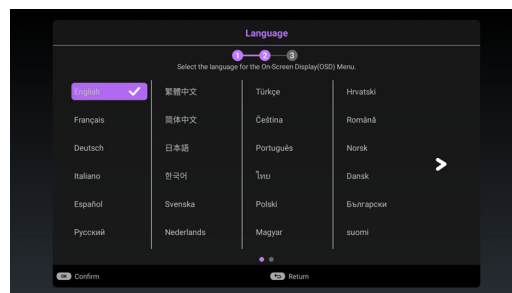 Language
1 2 3
Select the language for the On-Screen Display(OSD) Menu.
English 繁體中文 Türkçe Hrvatski
Français 简体中文 Čeština Română
Deutsch 日本語 Português Norsk
Italiano 한국어 ไทย Dansk
Español Svenska Polski Български
Русский Nederlands Magyar suomi
OK Confirm Return